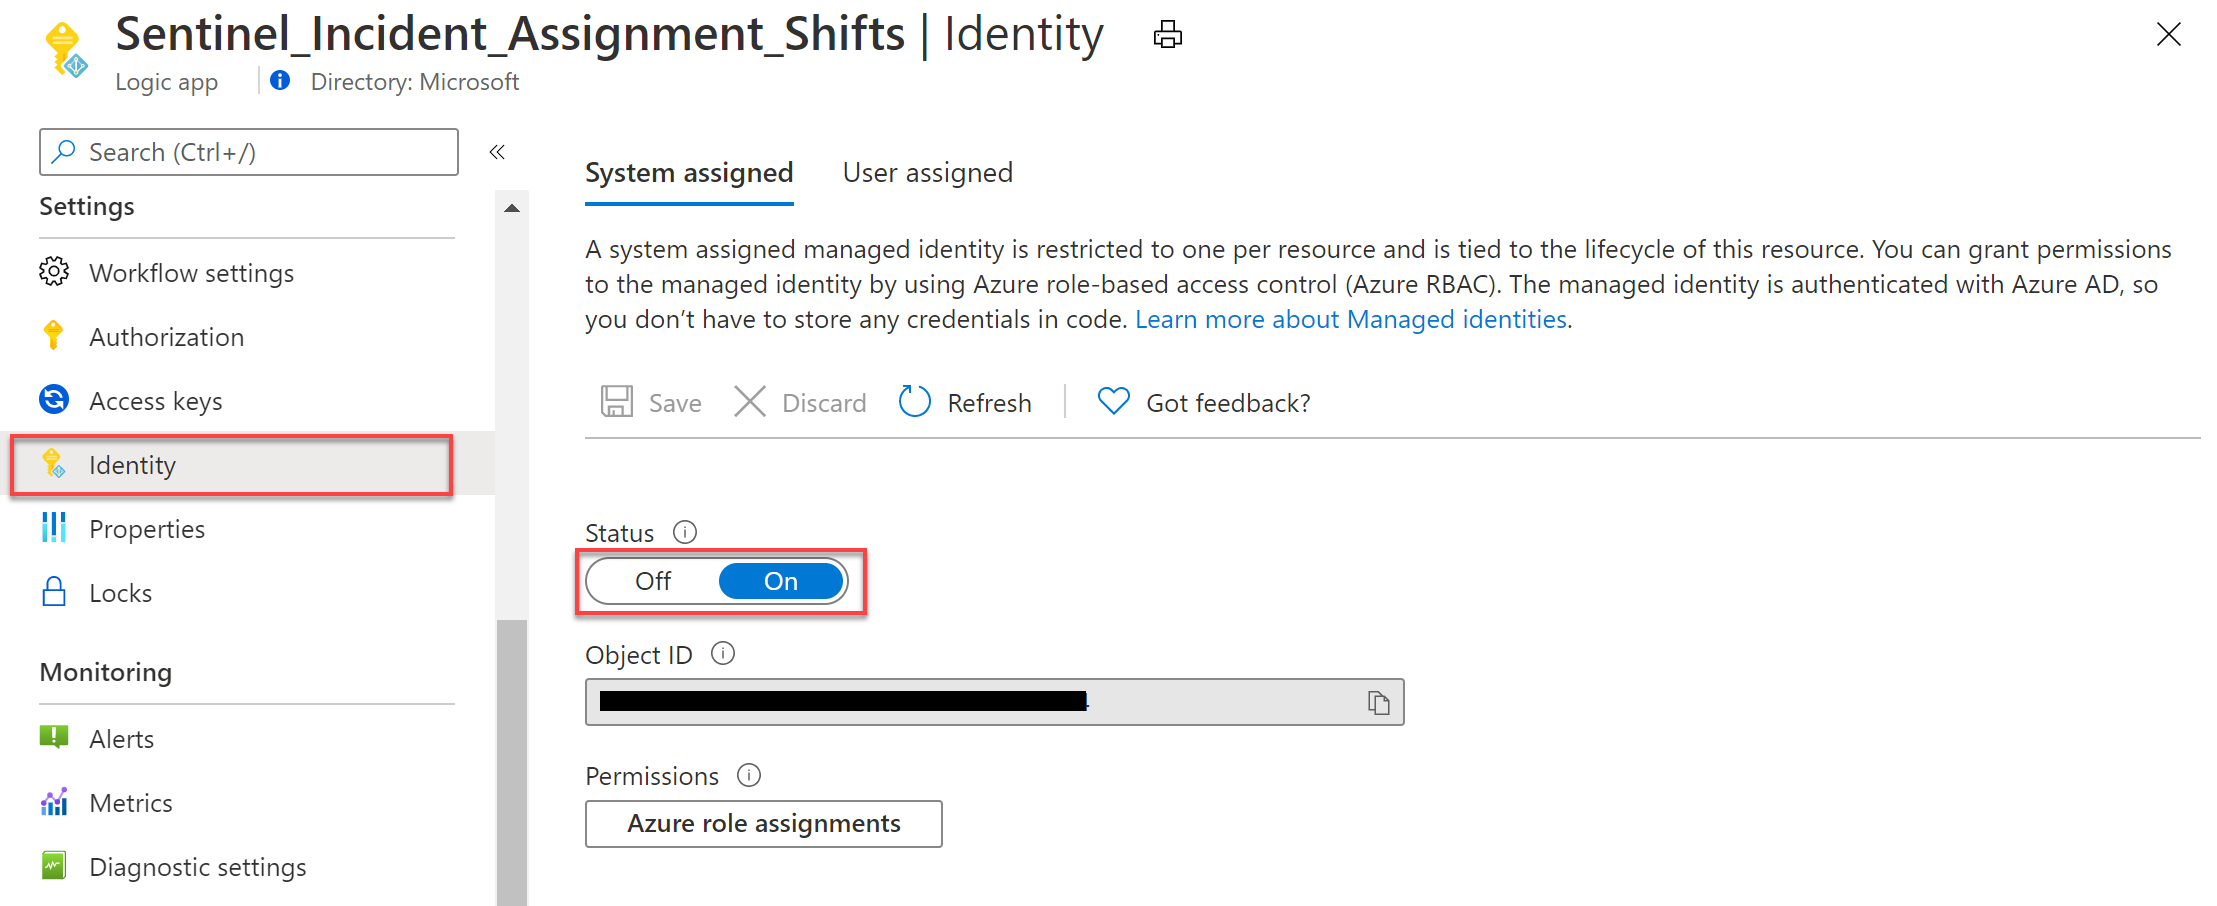 Sentinel_Incident_Assignment_Shifts | Identity
Logic app
Directory: Microsoft
Search (Ctrl+/)
Settings
Workflow settings
Authorization
Access keys
Identity
Properties
Locks
Monitoring
Alerts
Metrics
Diagnostic settings
System assigned
User assigned
A system assigned managed identity is restricted to one per resource and is tied to the lifecycle of this resource. You can grant permissions
to the managed identity by using Azure role-based access control (Azure RBAC). The managed identity is authenticated with Azure AD, so
you don’t have to store any credentials in code. Learn more about Managed identities.
Save
Discard
Refresh
Got feedback?
Status
Off
On
Object ID
Permissions
Azure role assignments